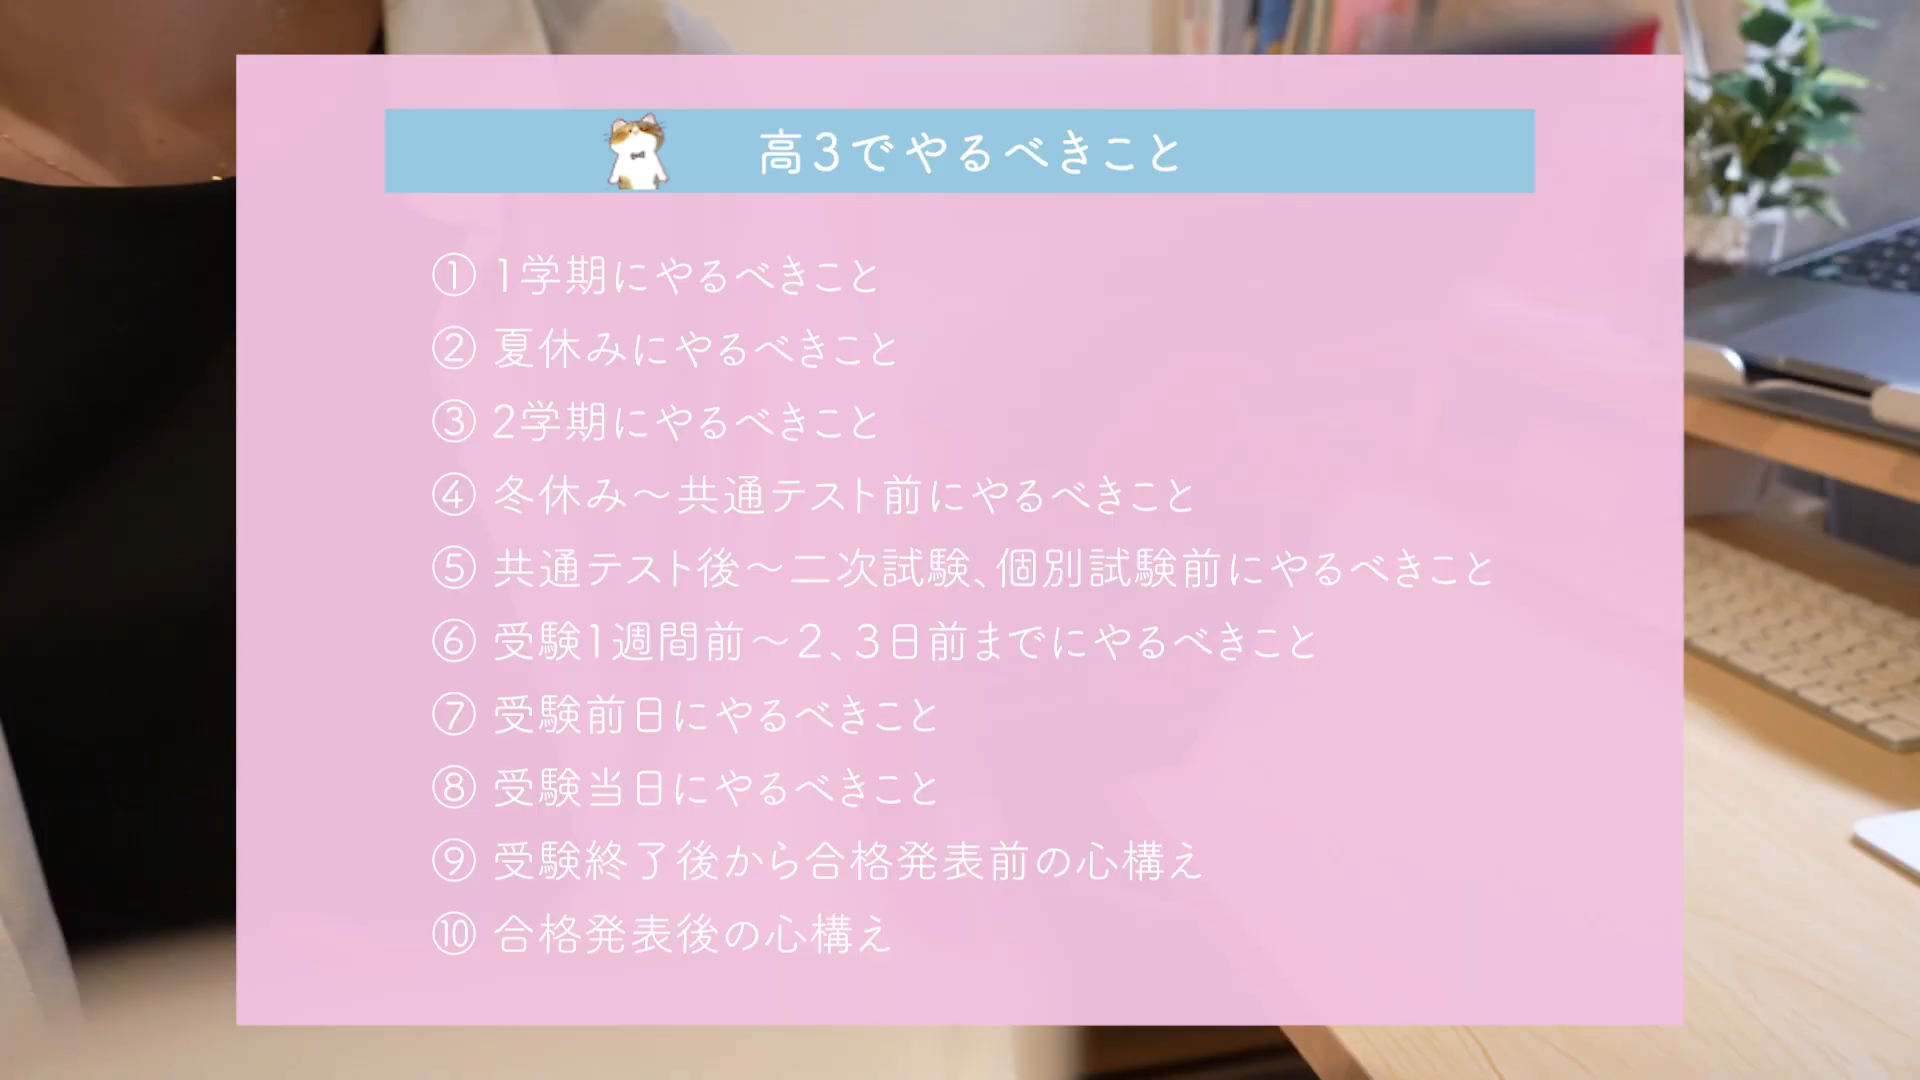 高3でやるべきこと
① 1学期にやるべきこと
② 夏休みにやるべきこと
③ 2学期にやるべきこと
④ 冬休み～共通テスト前にやるべきこと
⑤ 共通テスト後～二次試験、個別試験前にやるべきこと
⑥ 受験1週間前～2、3日前までにやるべきこと
⑦ 受験前日にやるべきこと
⑧ 受験当日にやるべきこと
⑨ 受験終了後から合格発表前の心構え
⑩ 合格発表後の心構え